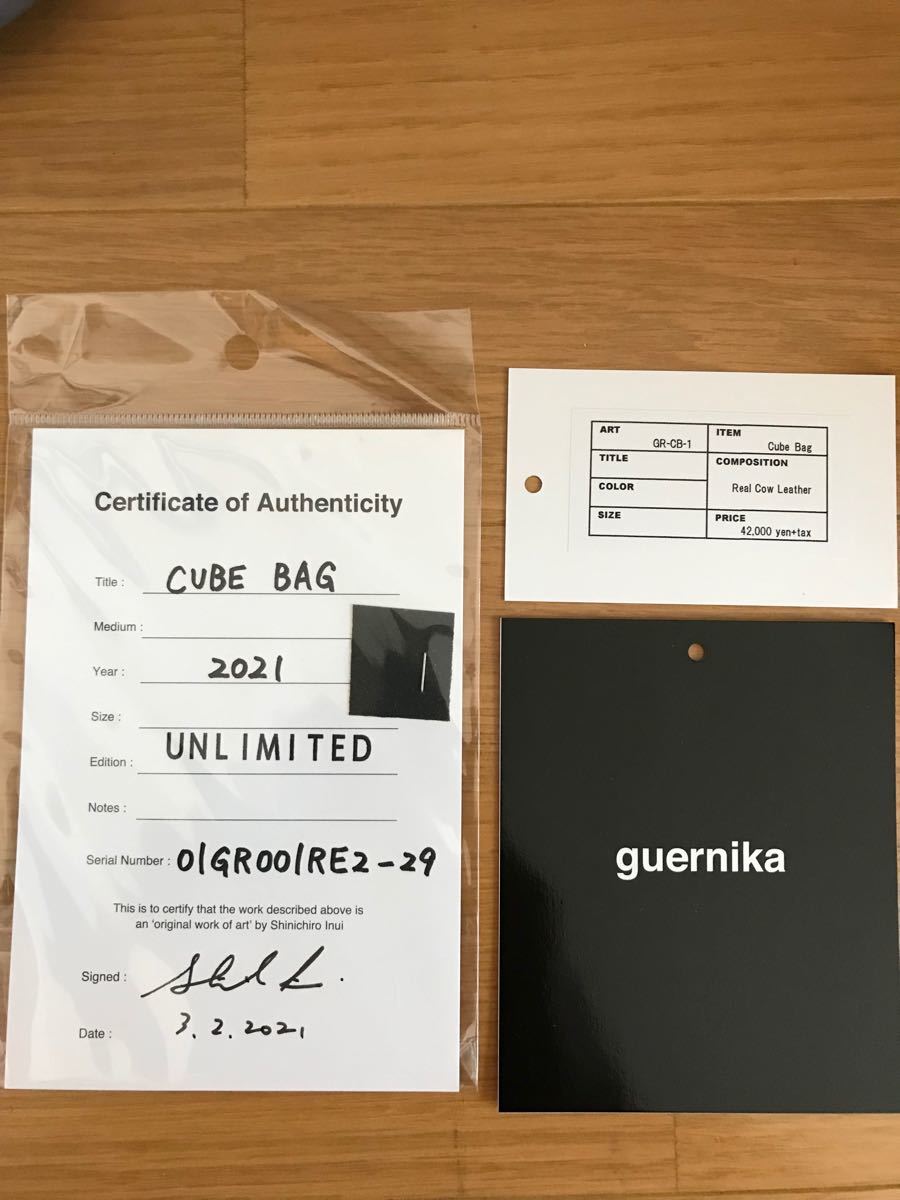 Certificate of Authenticity
Title : CUBE BAG
Medium :
Year : 2021
Size :
Edition : UNLIMITED
Notes :
Serial Number : 01GR001RE2-29
This is to certify that the work described above is
an 'original work of art' by Shinichiro Inui
Signed :
Date : 3. 2. 2021
ART GR-CB-1
ITEM Cube Bag
TITLE
COMPOSITION
COLOR
Real Cow Leather
SIZE
PRICE 42,000 yen+tax
guernika